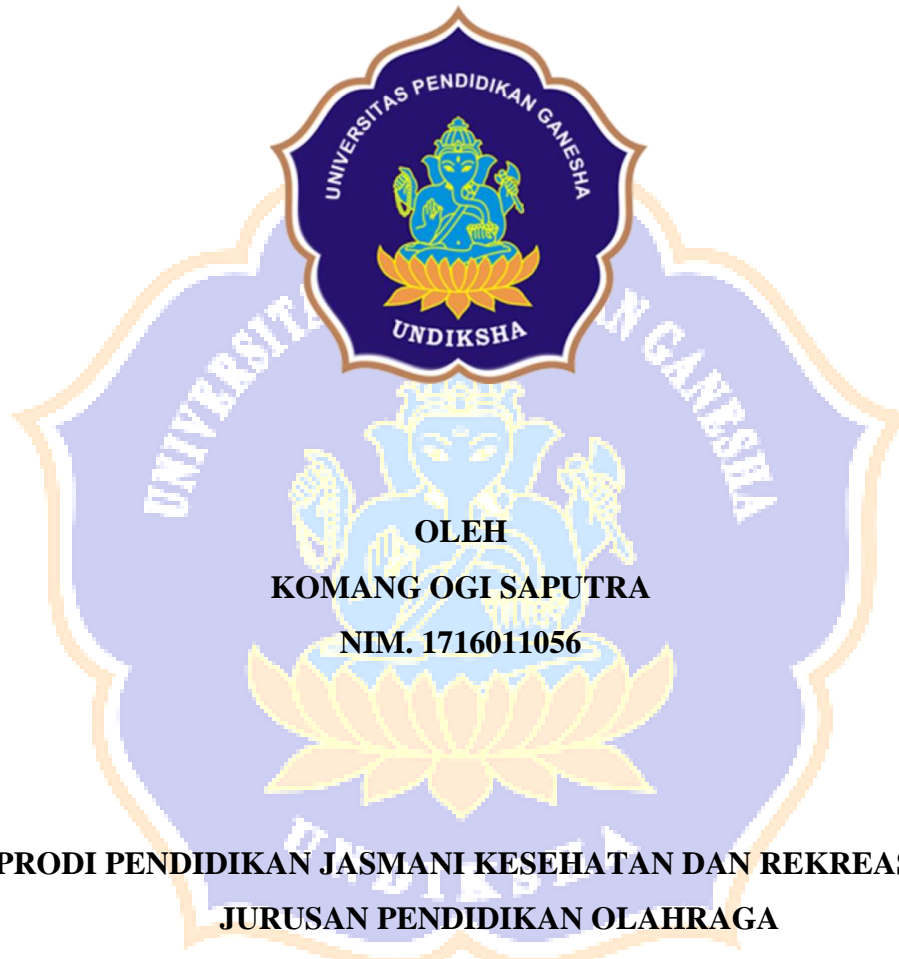 UNIVERSITAS PENDIDIKAN GANESHA
UNDIKSHA
OLEH
KOMANG OGI SAPUTRA
NIM. 1716011056
PRODI PENDIDIKAN JASMANI KESEHATAN DAN REKREAS
JURUSAN PENDIDIKAN OLAHRAGA
UNDIKSHA